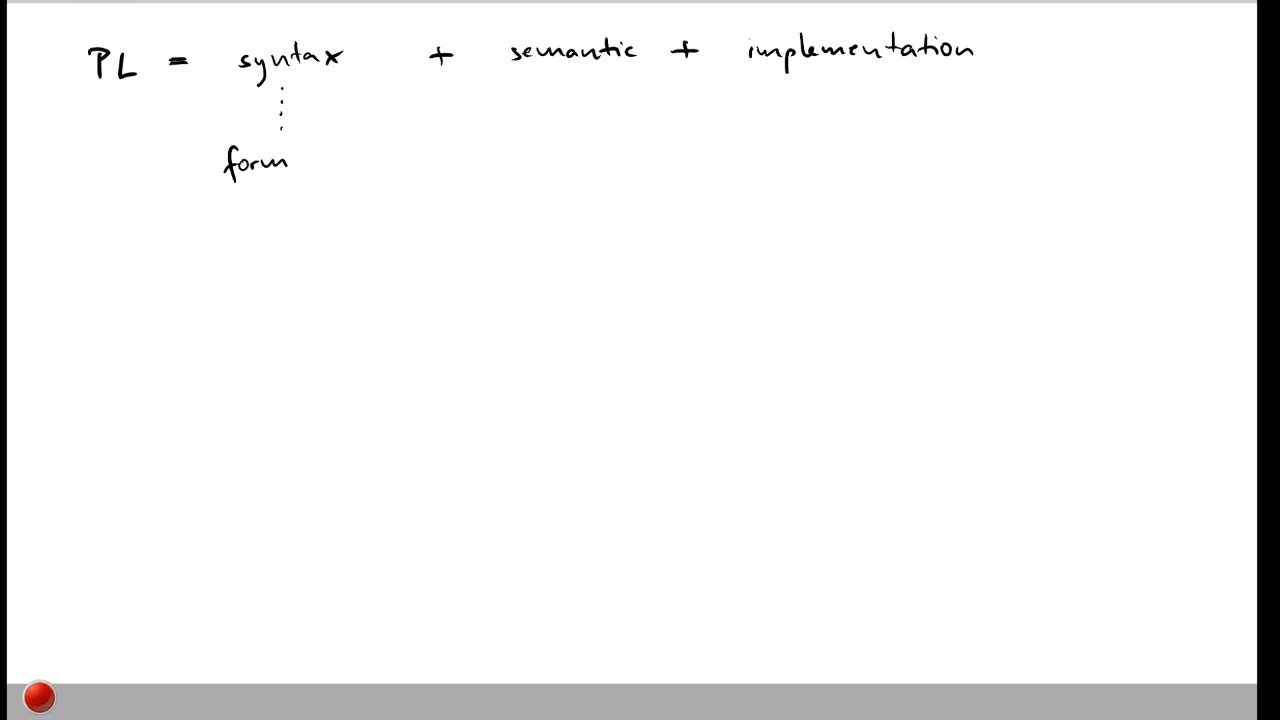 PL = syntax + semantic + implementation
form